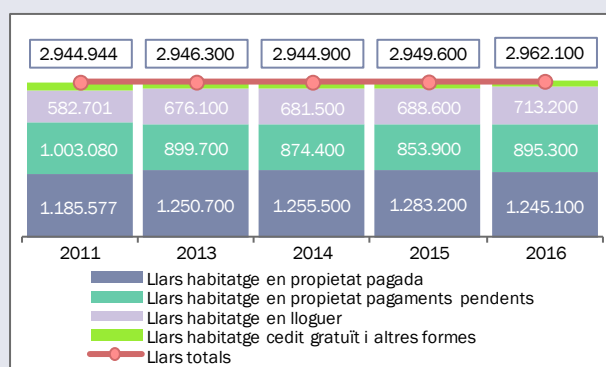 2.944.944 2.946.300 2.944.900 2.949.600 2.962.100
582.701 676.100 681.500 688.600 713.200
1.003.080 899.700 874.400 853.900 895.300
1.185.577 1.250.700 1.255.500 1.283.200 1.245.100
2011 2013 2014 2015 2016
Llars habitatge en propietat pagada
Llars habitatge en propietat pagaments pendents
Llars habitatge en lloguer
Llars habitatge cedit gratuït i altres formes
Llars totals